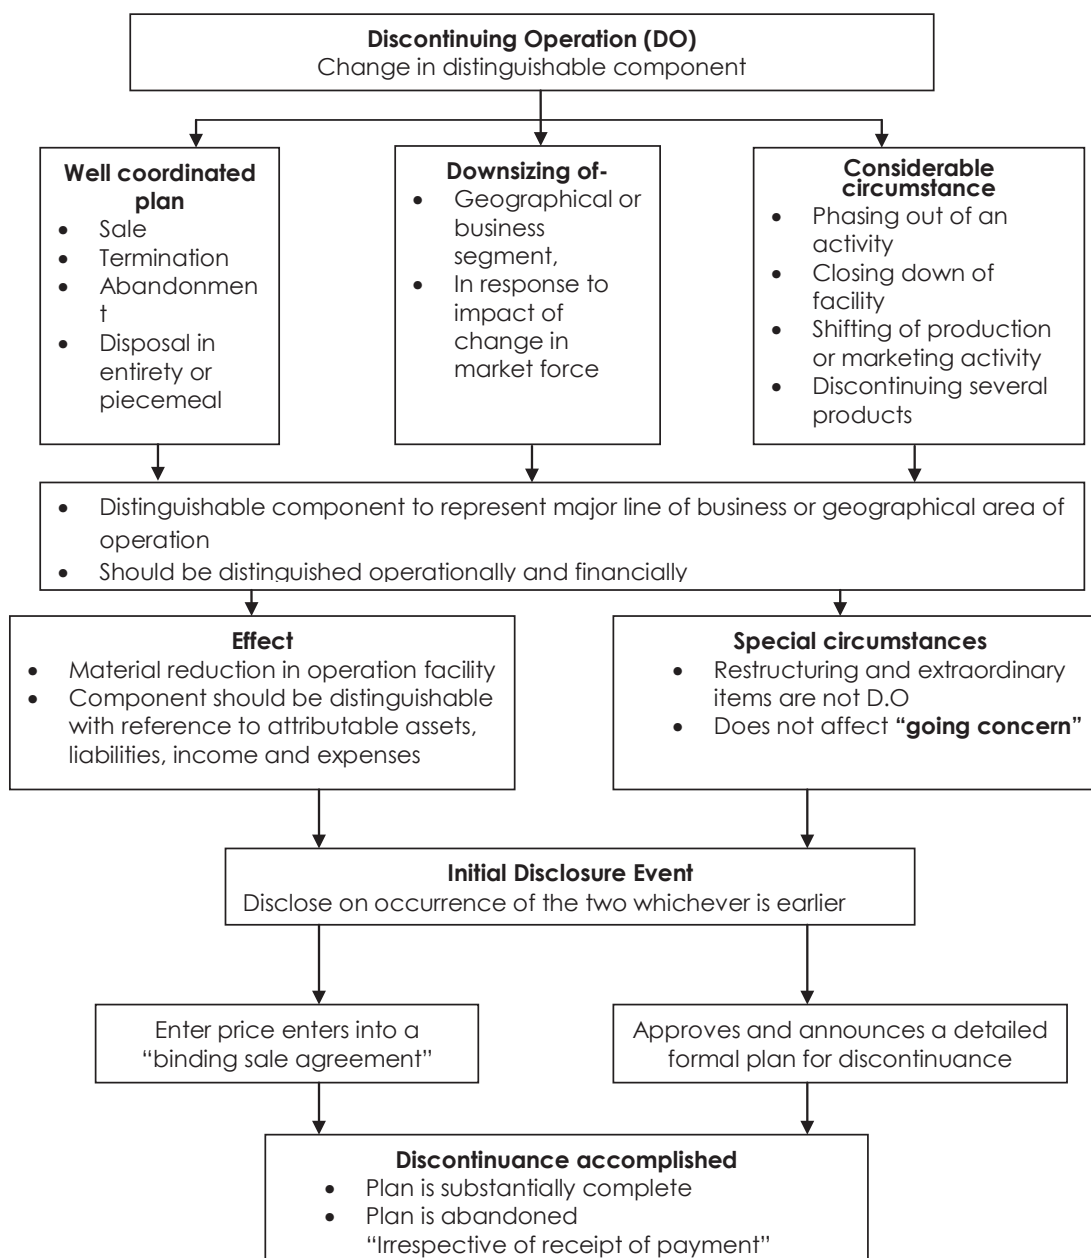 Discontinuing Operation (DO)
Change in distinguishable component
Well coordinated
plan
• Sale
• Termination
• Abandonmen
t
• Disposal in
entirety or
piecemeal
Downsizing of-
• Geographical or
business
segment,
• In response to
impact of
change in
market force
Considerable
circumstance
• Phasing out of an
activity
• Closing down of
facility
• Shifting of production
or marketing activity
• Discontinuing several
products
• Distinguishable component to represent major line of business or geographical area of
operation
• Should be distinguished operationally and financially
Effect
• Material reduction in operation facility
• Component should be distinguishable
with reference to attributable assets,
liabilities, income and expenses
Special circumstances
• Restructuring and extraordinary
items are not D.O
• Does not affect “going concern”
Initial Disclosure Event
Disclose on occurrence of the two whichever is earlier
Enter price enters into a
“binding sale agreement”
Approves and announces a detailed
formal plan for discontinuance
Discontinuance accomplished
• Plan is substantially complete
• Plan is abandoned
“Irrespective of receipt of payment”